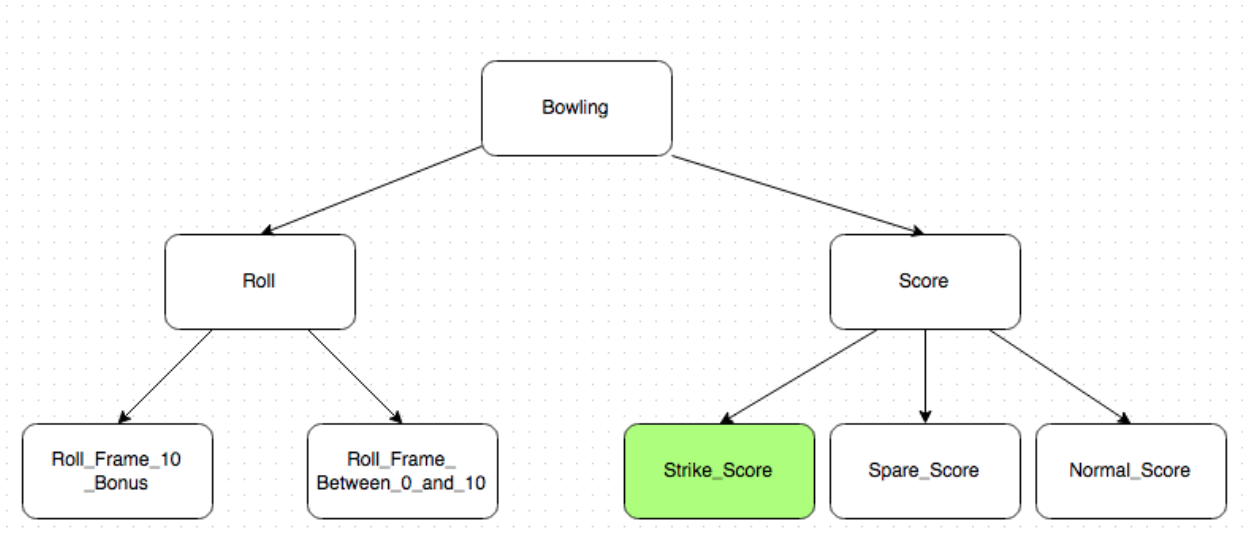 Bowling
Roll
Score
Roll_Frame_10
_Bonus
Roll_Frame_
Between_0_and_10
Strike_Score
Spare_Score
Normal_Score